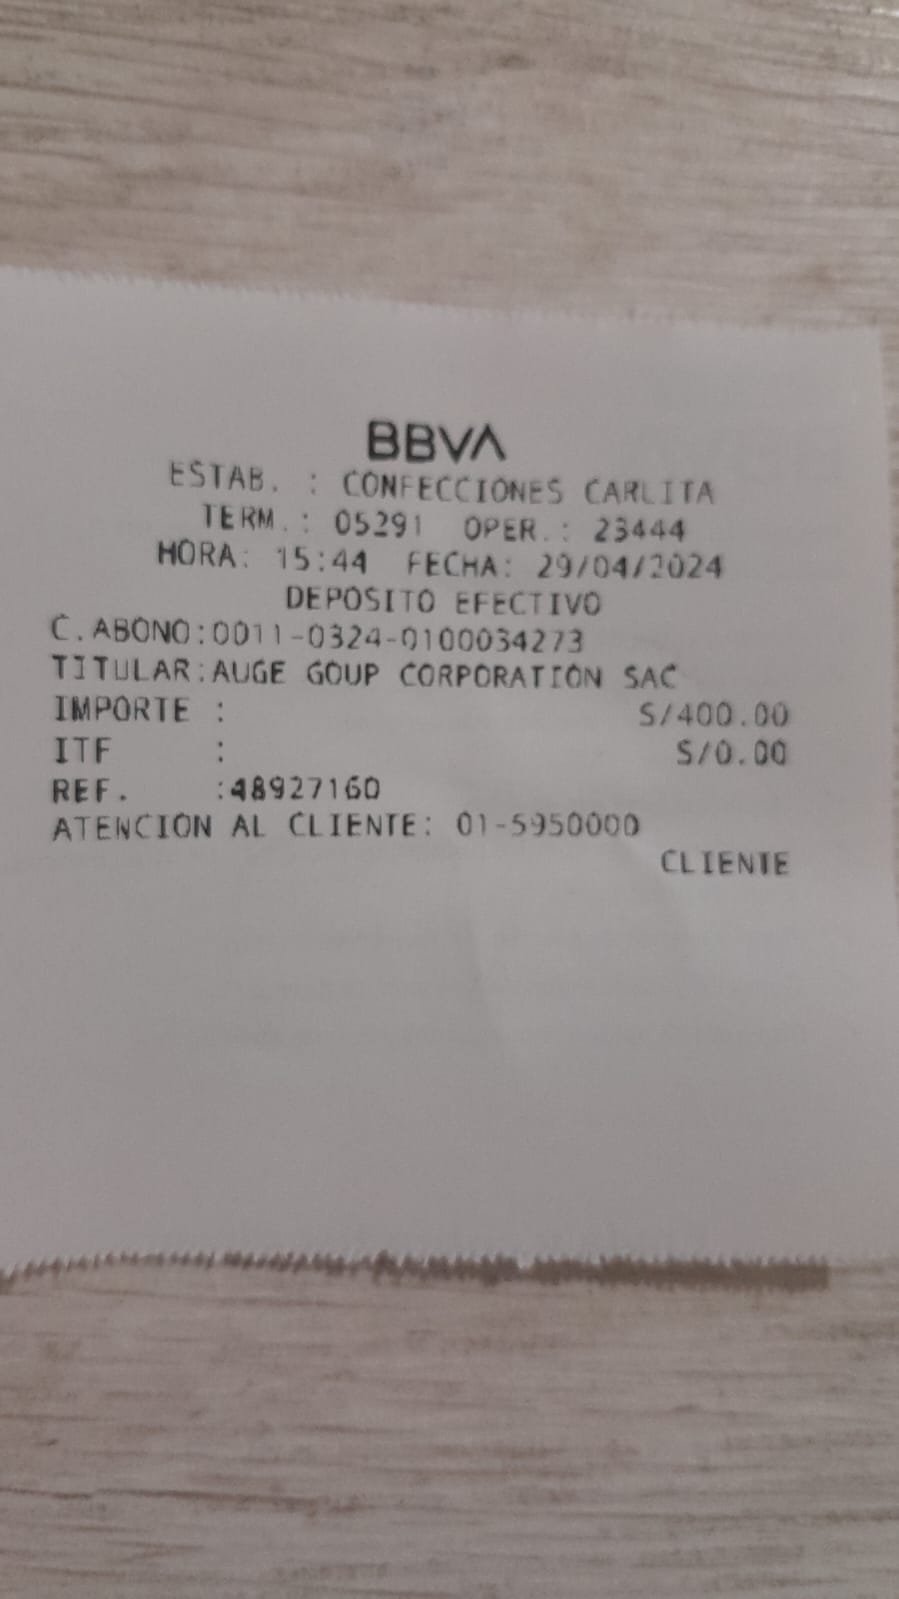 BBVA
ESTAB. : CONFECCIONES CARLITA
TERM.: 05291 OPER.: 23444
HORA: 15:44 FECHA: 29/04/2024
DEPOSITO EFECTIVO
C.ABONO:0011-0324-0100034273
TITULAR:AUGE GOUP CORPORATION SAC
IMPORTE : S/400.00
ITF : S/0.00
REF. :48927160
ATENCION AL CLIENTE: 01-5950000
CLIENTE